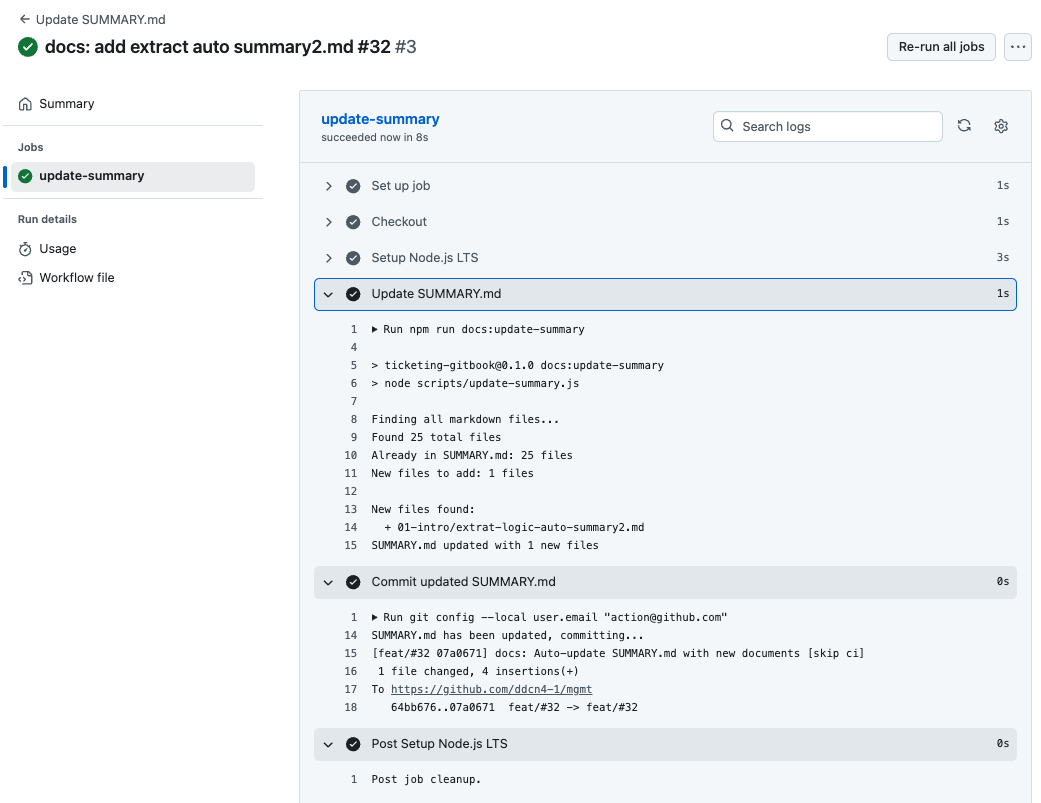 ← Update SUMMARY.md
docs: add extract auto summary2.md #32 #3
Re-run all jobs
Summary
Jobs
update-summary
Run details
Usage
Workflow file
update-summary
succeeded now in 8s
Search logs
Set up job 1s
Checkout 1s
Setup Node.js LTS 3s
Update SUMMARY.md 1s
1 ▶ Run npm run docs:update-summary
4
5 > ticketing-gitbook@0.1.0 docs:update-summary
6 > node scripts/update-summary.js
7
8 Finding all markdown files...
9 Found 25 total files
10 Already in SUMMARY.md: 25 files
11 New files to add: 1 files
12
13 New files found:
14 + 01-intro/extrat-logic-auto-summary2.md
15 SUMMARY.md updated with 1 new files
Commit updated SUMMARY.md 0s
1 ▶ Run git config --local user.email "action@github.com"
14 SUMMARY.md has been updated, committing...
15 [feat/#32 07a0671] docs: Auto-update SUMMARY.md with new documents [skip ci]
16 1 file changed, 4 insertions(+)
17 To https://github.com/ddcn4-1/mgmt
18 64bb676..07a0671 feat/#32 -> feat/#32
Post Setup Node.js LTS 0s
1 Post job cleanup.